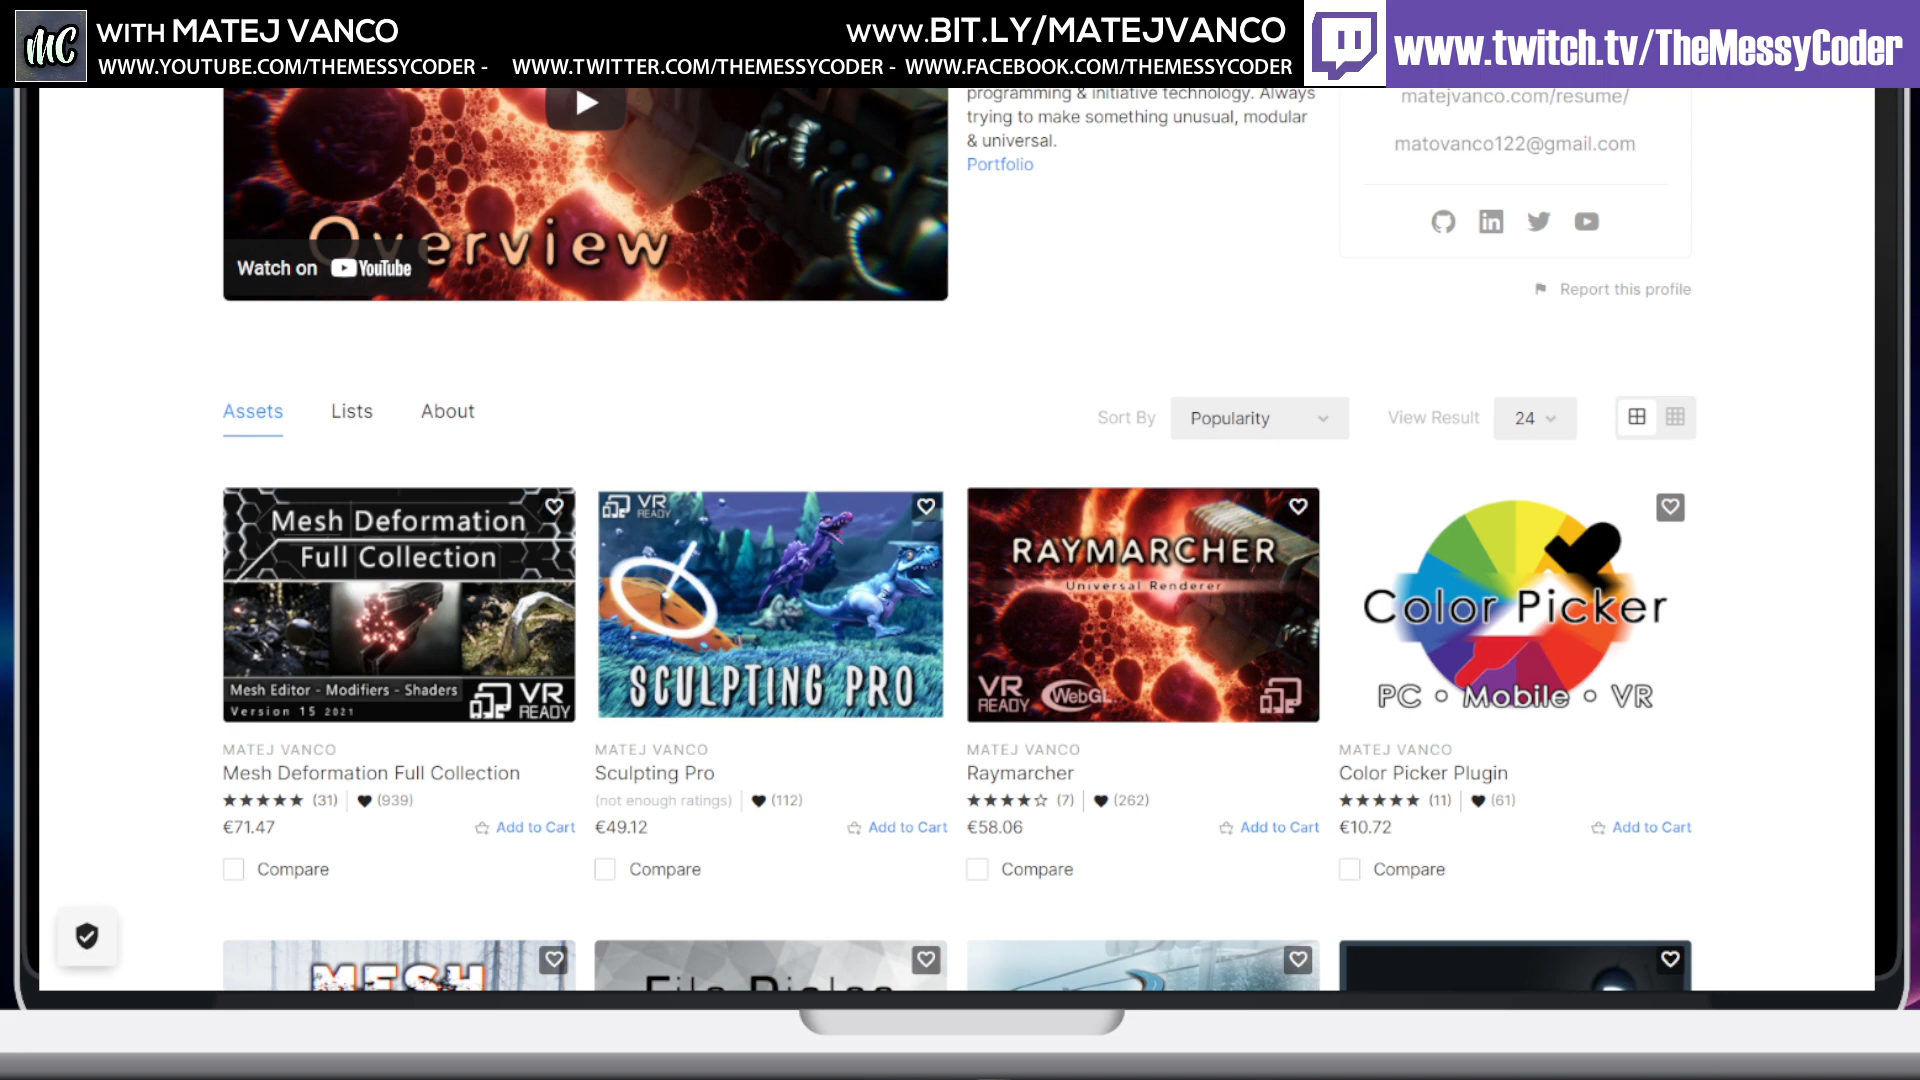 MC
WITH MATEJ VANCO
WWW.BIT.LY/MATEJVANCO
WWW.YOUTUBE.COM/THEMESSYCODER - WWW.TWITTER.COM/THEMESSYCODER - WWW.FACEBOOK.COM/THEMESSYCODER
www.twitch.tv/TheMessyCoder
programming & initiative technology. Always
trying to make something unusual, modular
& universal.
Portfolio
matejvanco.com/resume/
matovanco122@gmail.com
Overview
Watch on YouTube
Report this profile
Assets Lists About
Sort By Popularity View Result 24
Mesh Deformation
Full Collection
Mesh Editor - Modifiers - Shaders
Version 15 2021
VR READY
VR READY
SCULPTING PRO
RAYMARCHER
Universal Renderer
VR READY WebGL
Color Picker
PC • Mobile • VR
MATEJ VANCO MATEJ VANCO MATEJ VANCO MATEJ VANCO
Mesh Deformation Full Collection Sculpting Pro Raymarcher Color Picker Plugin
(31) (939) (not enough ratings) (112) (7) (262) (11) (61)
€71.47 Add to Cart €49.12 Add to Cart €58.06 Add to Cart €10.72 Add to Cart
Compare Compare Compare Compare
MESH